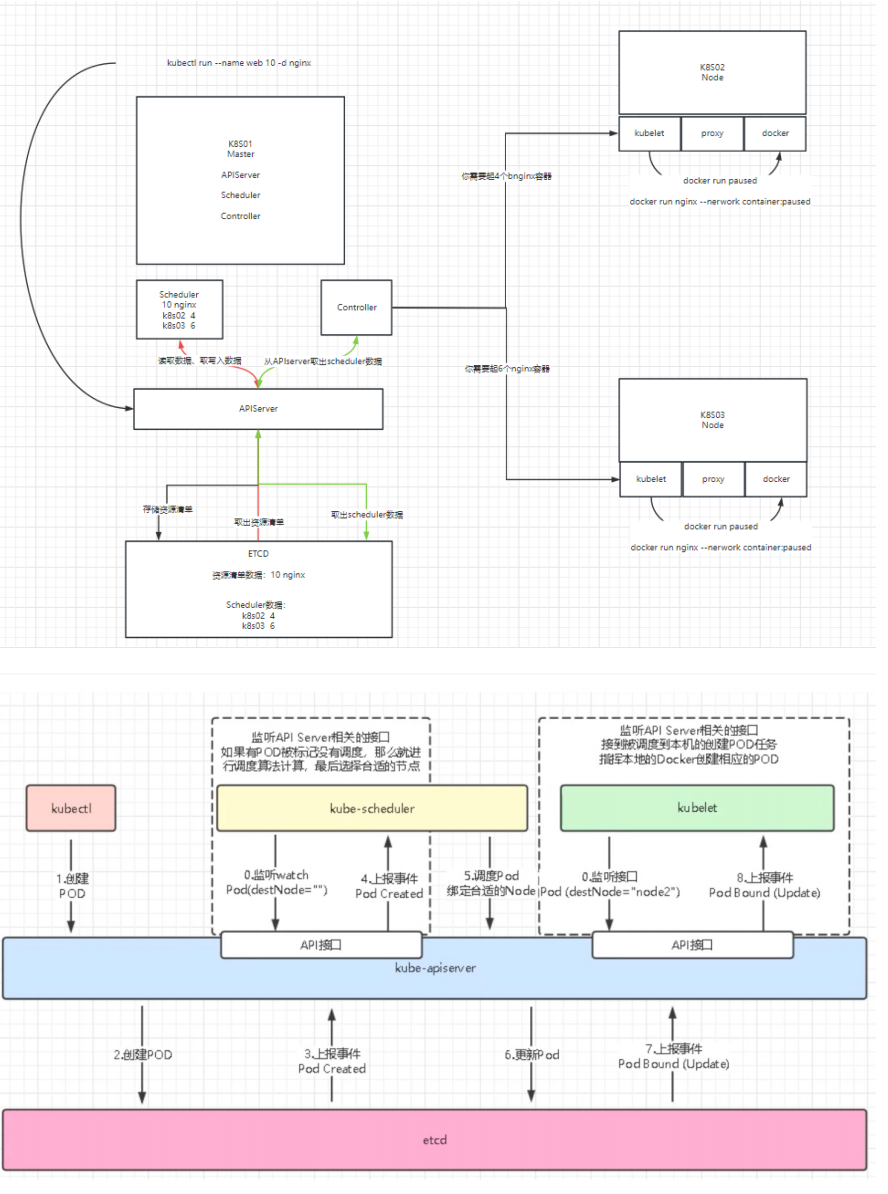 kubectl run --name web 10 -d nginx
K8S01
Master
APIServer
Scheduler
Controller
K8S02
Node
kubelet
proxy
docker
docker run paused
docker run nginx --nerwork container:paused
你需要起4个bnginx容器
Scheduler
10 nginx
k8s02 4
k8s03 6
Controller
读取数据、取写入数据
从APIserver取出scheduler数据
APIServer
你需要起6个nginx容器
K8S03
Node
kubelet
proxy
docker
docker run paused
docker run nginx --nerwork container:paused
存储资源清单
取出资源清单
取出scheduler数据
ETCD
资源清单数据：10 nginx
Scheduler数据：
k8s02 4
k8s03 6
监听API Server相关的接口
如果有POD被标记没有调度，那么就进
行调度算法计算，最后选择合适的节点
监听API Server相关的接口
接到被调度到本机的创建POD任务
指挥本地的Docker创建相应的POD
kubectl
kube-scheduler
kubelet
1.创建
POD
0.监听watch
Pod(destNode="")
4.上报事件
Pod Created
5.调度Pod
绑定合适的Node
0.监听接口
Pod (destNode="node2")
8.上报事件
Pod Bound (Update)
API接口
API接口
kube-apiserver
2.创建POD
3.上报事件
Pod Created
6.更新Pod
7.上报事件
Pod Bound (Update)
etcd